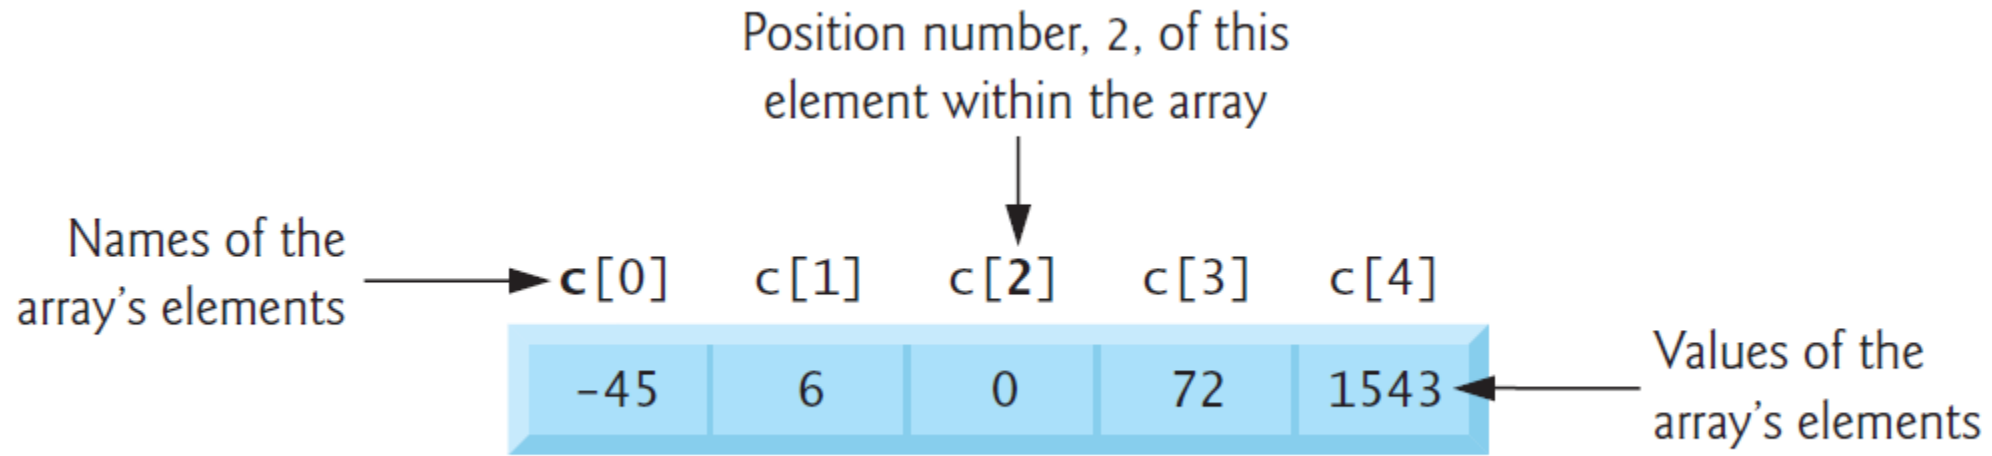 Position number, 2, of this
element within the array
Names of the
array’s elements
c[0] c[1] c[2] c[3] c[4]
–45 6 0 72 1543
Values of the
array’s elements